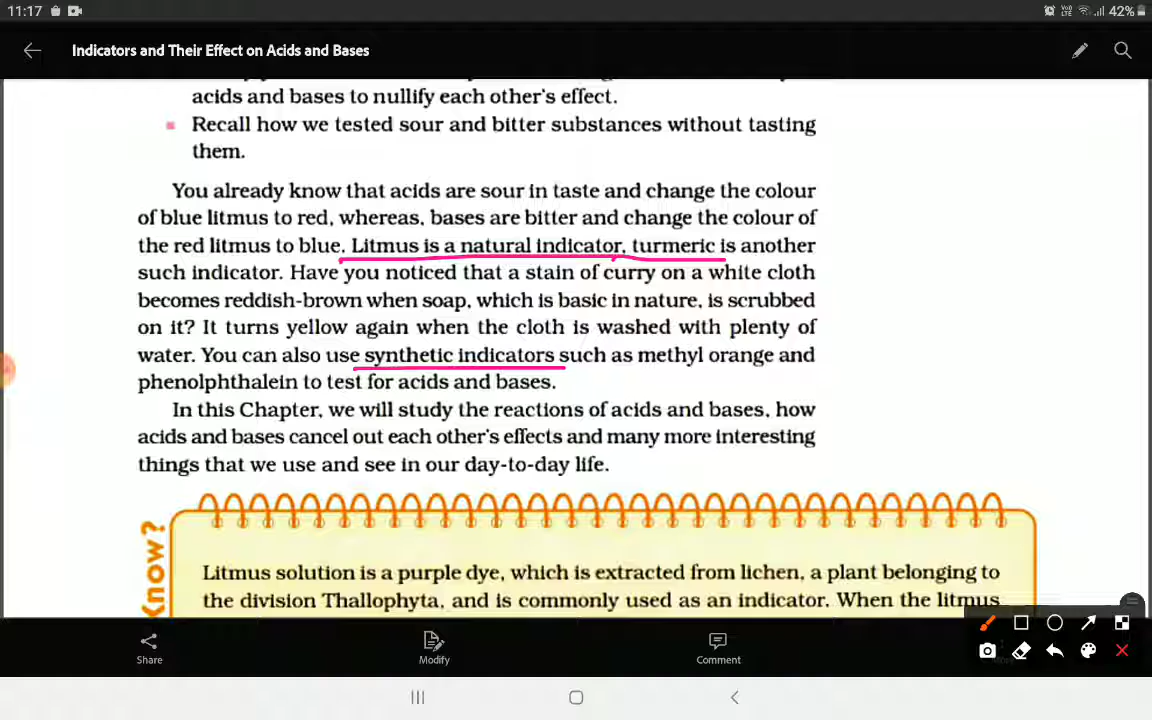 11:17
42%
Indicators and Their Effect on Acids and Bases
acids and bases to nullify each other's effect.
Recall how we tested sour and bitter substances without tasting
them.
You already know that acids are sour in taste and change the colour
of blue litmus to red, whereas, bases are bitter and change the colour of
the red litmus to blue. Litmus is a natural indicator, turmeric is another
such indicator. Have you noticed that a stain of curry on a white cloth
becomes reddish-brown when soap, which is basic in nature, is scrubbed
on it? It turns yellow again when the cloth is washed with plenty of
water. You can also use synthetic indicators such as methyl orange and
phenolphthalein to test for acids and bases.
In this Chapter, we will study the reactions of acids and bases, how
acids and bases cancel out each other's effects and many more interesting
things that we use and see in our day-to-day life.
Know?
Litmus solution is a purple dye, which is extracted from lichen, a plant belonging to
the division Thallophyta, and is commonly used as an indicator. When the litmus
Share
Modify
Comment